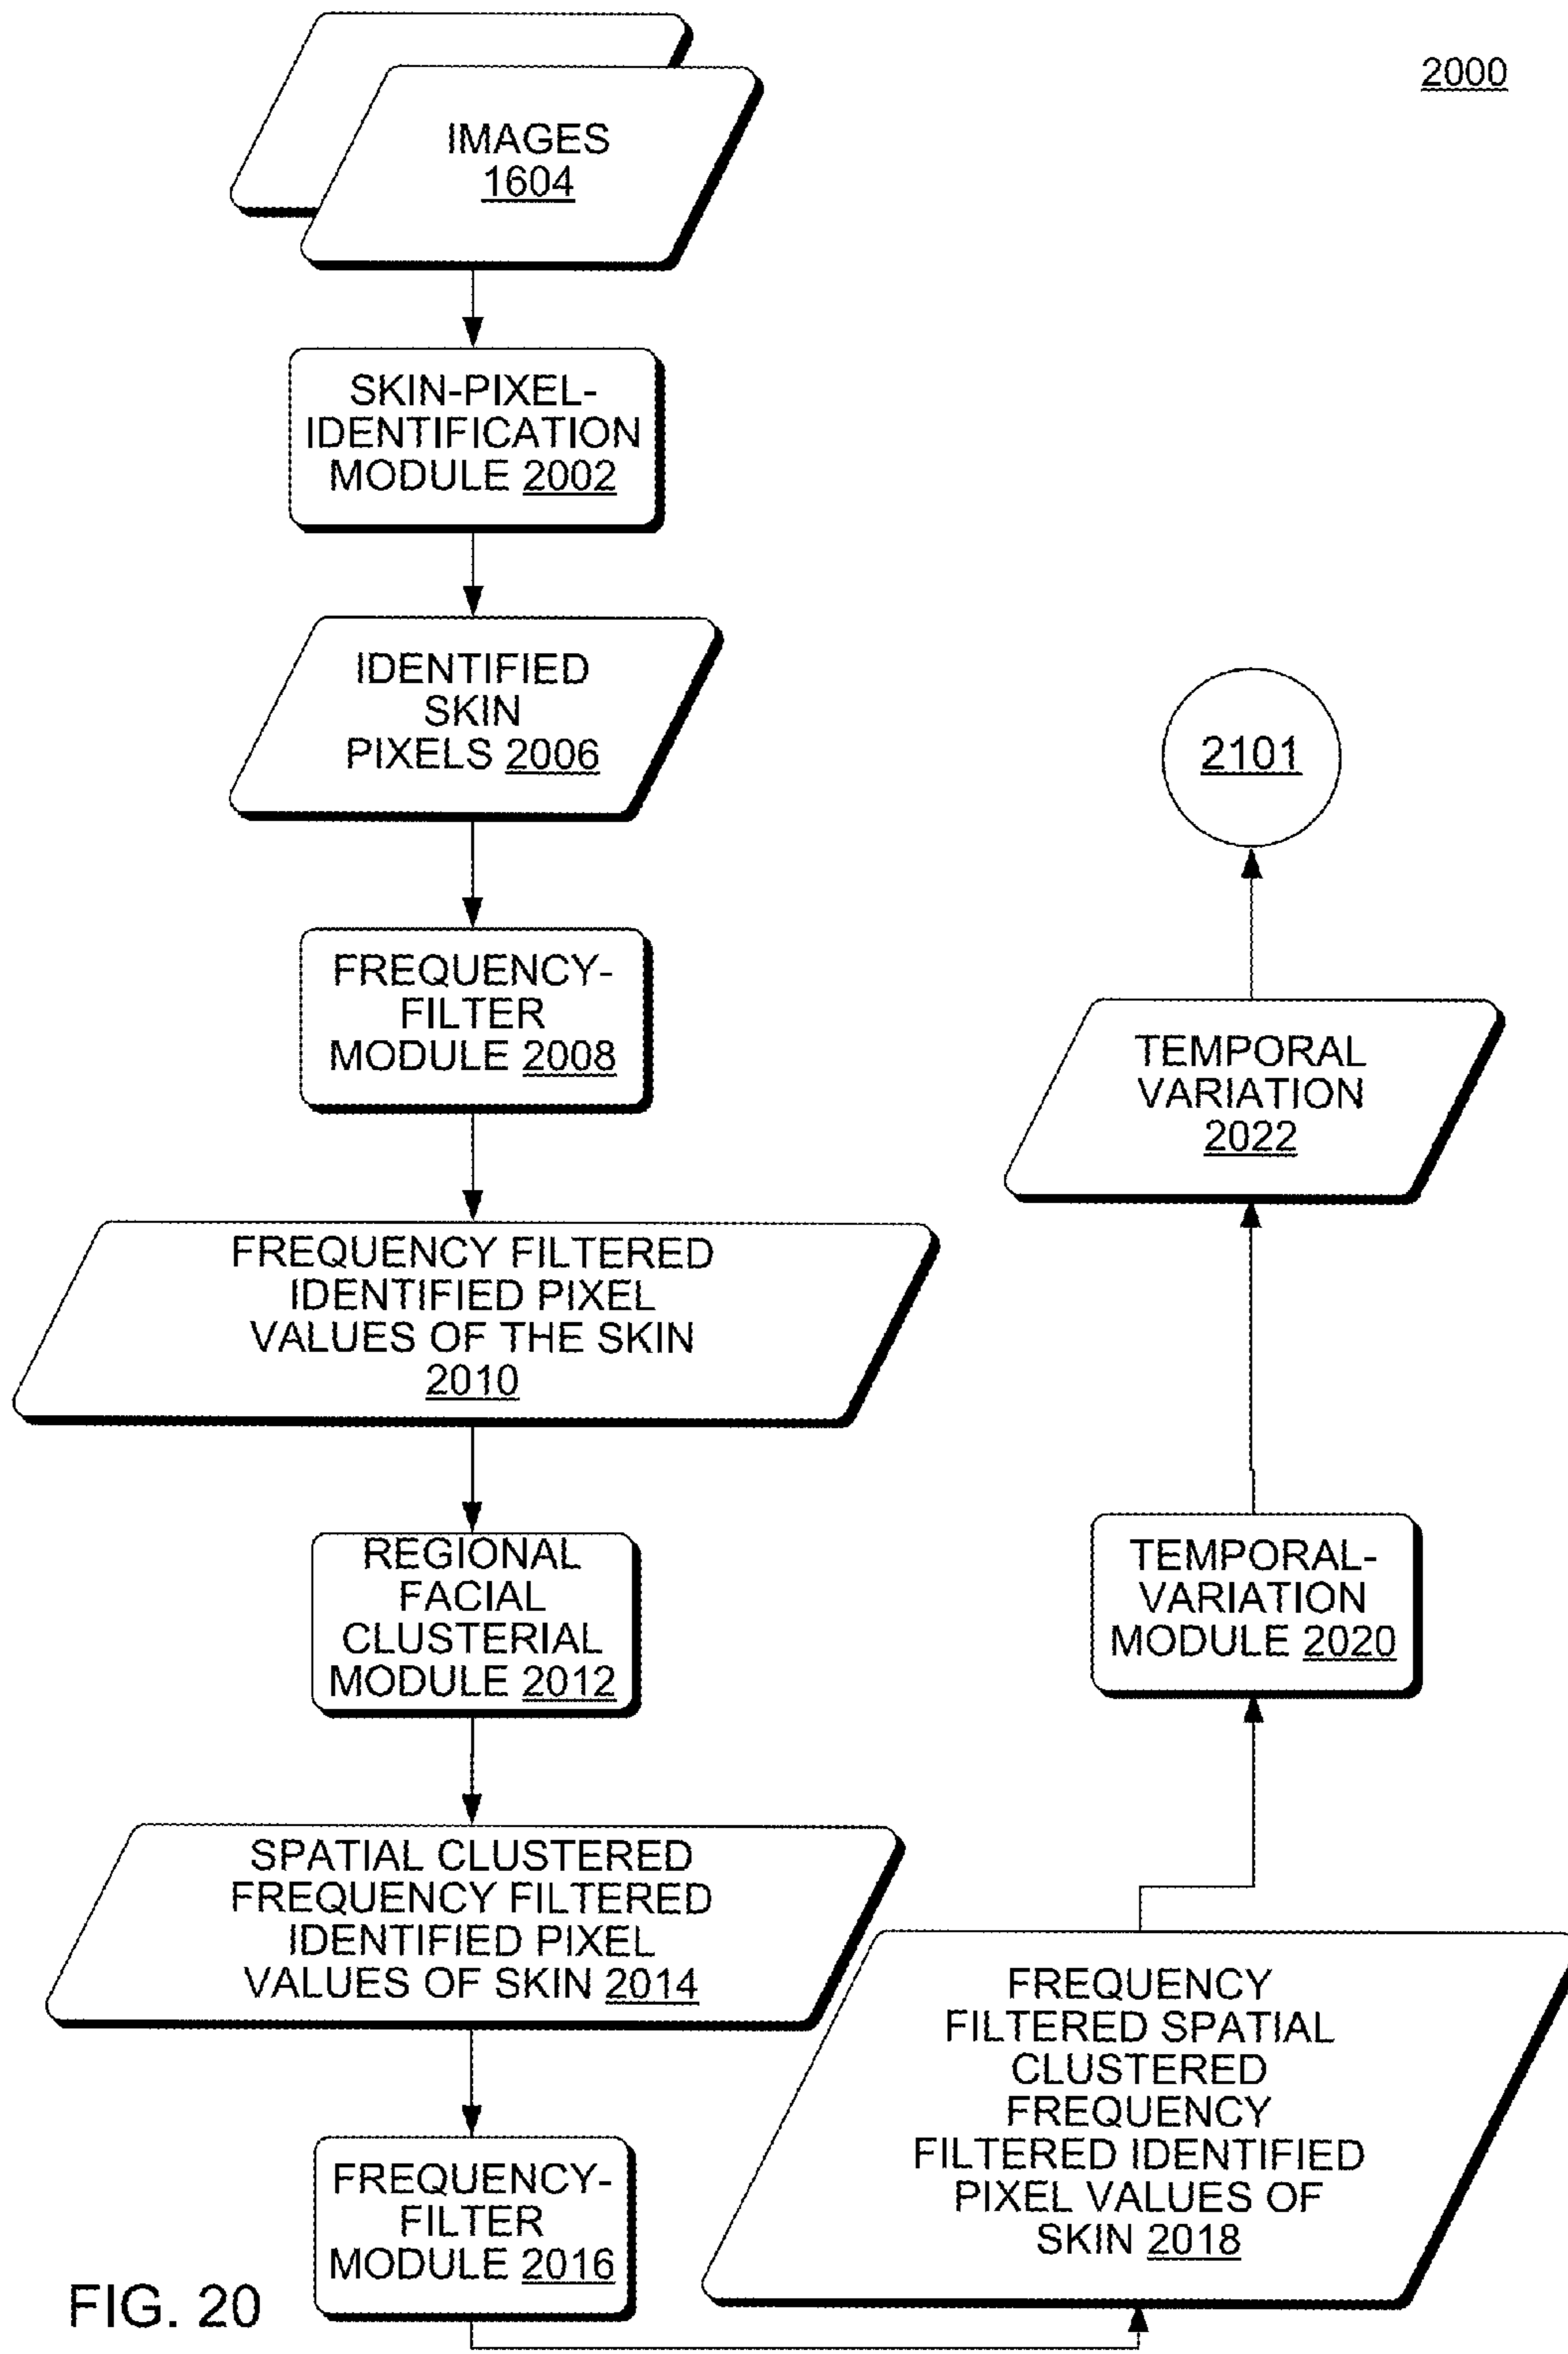 2000
IMAGES
1604
SKIN-PIXEL-
IDENTIFICATION
MODULE 2002
IDENTIFIED
SKIN
PIXELS 2006
FREQUENCY-
FILTER
MODULE 2008
FREQUENCY FILTERED
IDENTIFIED PIXEL
VALUES OF THE SKIN
2010
REGIONAL
FACIAL
CLUSTERIAL
MODULE 2012
SPATIAL CLUSTERED
FREQUENCY FILTERED
IDENTIFIED PIXEL
VALUES OF SKIN 2014
FREQUENCY-
FILTER
MODULE 2016
FREQUENCY
FILTERED SPATIAL
CLUSTERED
FREQUENCY
FILTERED IDENTIFIED
PIXEL VALUES OF
SKIN 2018
TEMPORAL-
VARIATION
MODULE 2020
TEMPORAL
VARIATION
2022
2101
FIG. 20